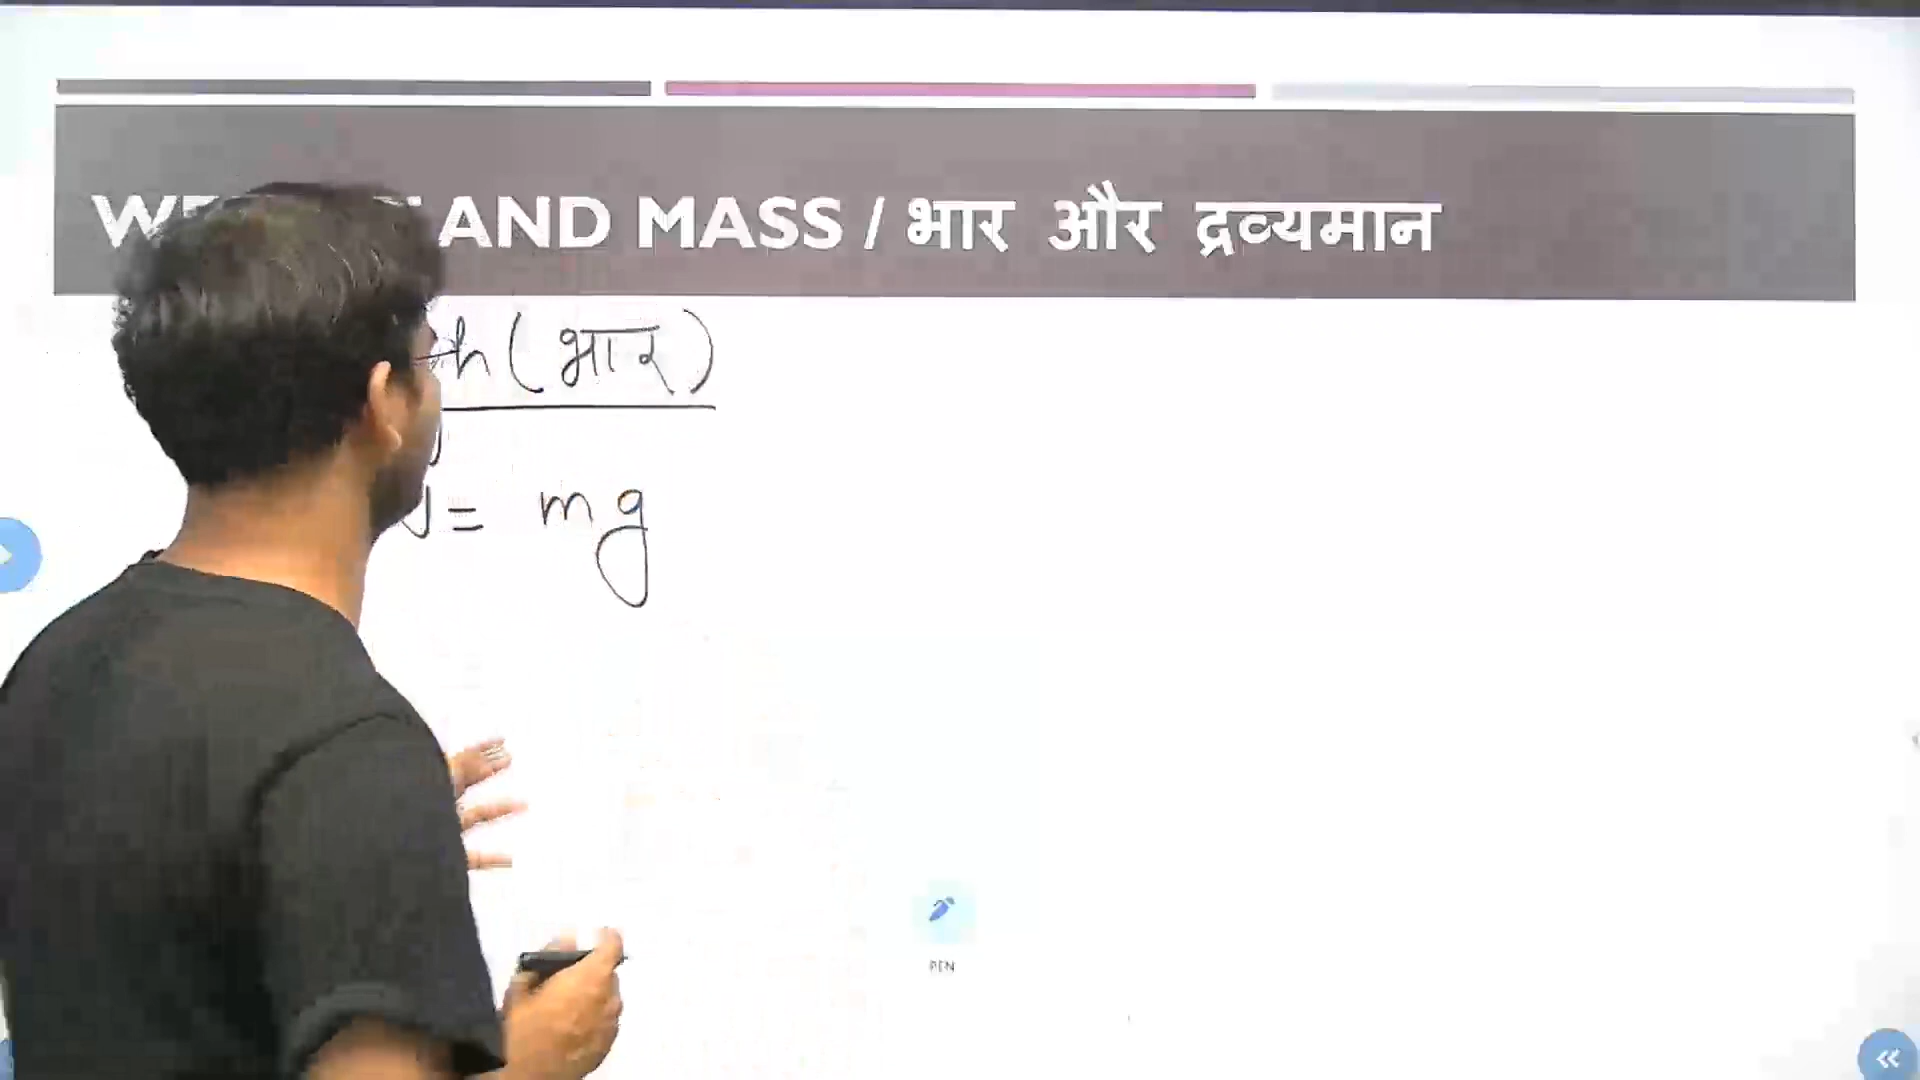 AND MASS / भार और द्रव्यमान
(भार)
= mg
PEN